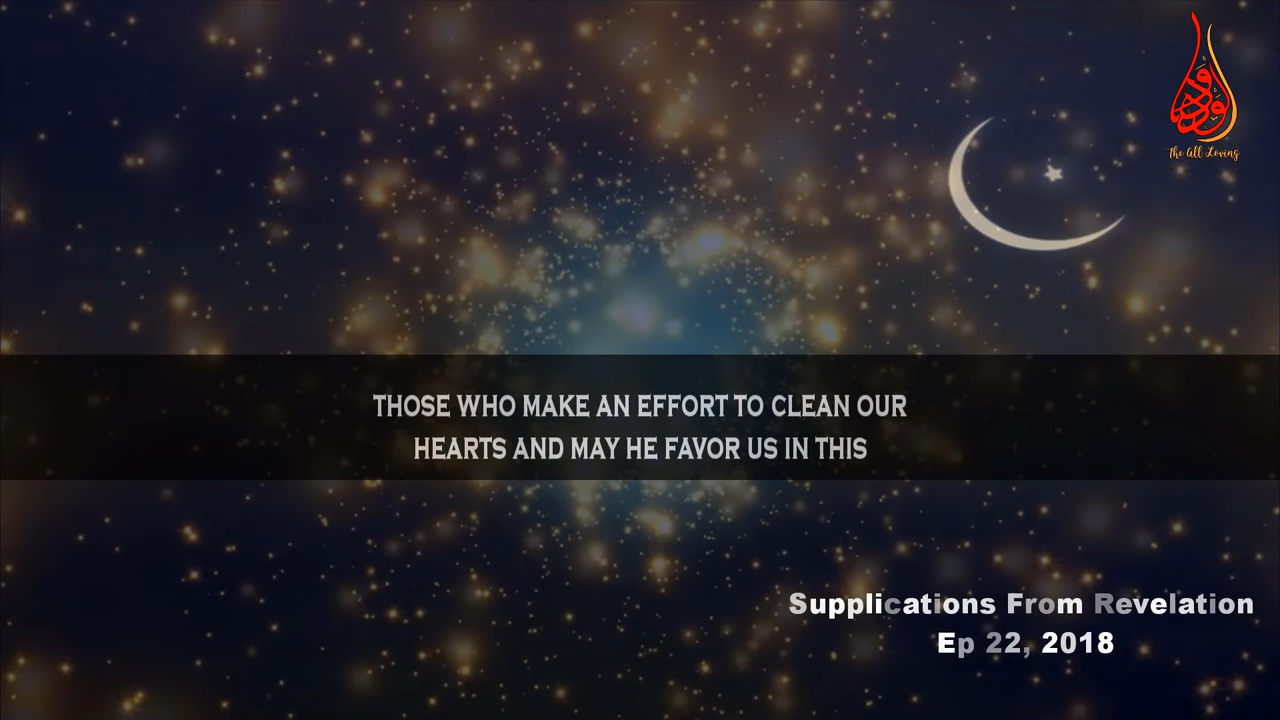 الودود
The All Loving
THOSE WHO MAKE AN EFFORT TO CLEAN OUR
HEARTS AND MAY HE FAVOR US IN THIS
Supplications From Revelation
Ep 22, 2018